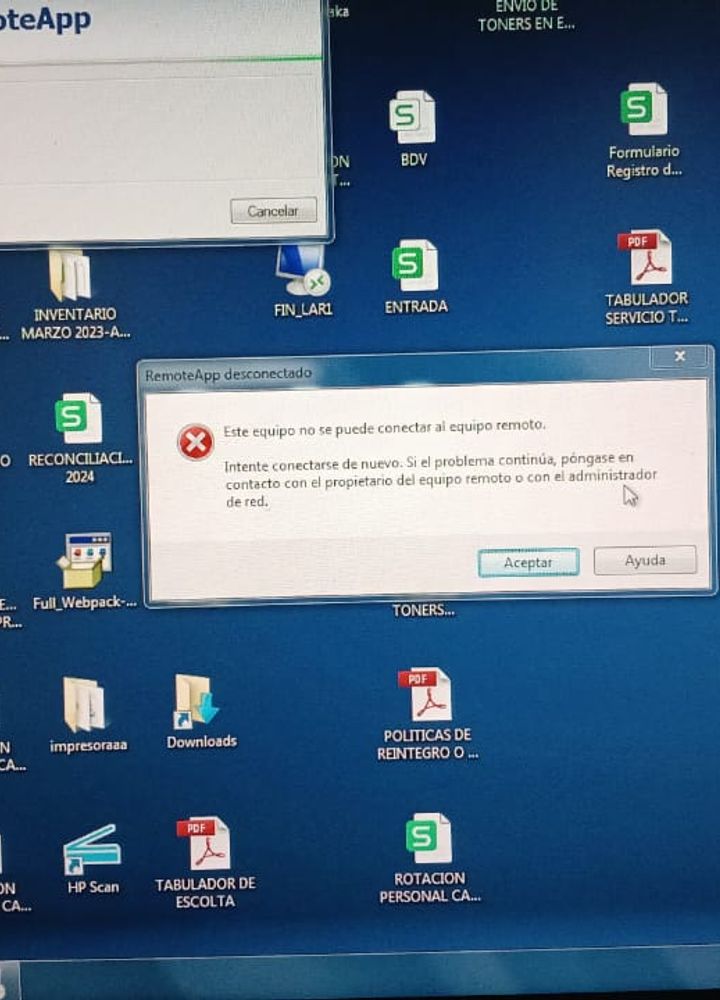 oteApp
ENVIO DE
TONERS EN E...
BDV
Formulario
Registro d...
Cancelar
INVENTARIO
MARZO 2023-A...
FIN_LAR1
ENTRADA
PDF
TABULADOR
SERVICIO T...
RemoteApp desconectado
Este equipo no se puede conectar al equipo remoto.
Intente conectarse de nuevo. Si el problema continúa, póngase en
contacto con el propietario del equipo remoto o con el administrador
de red.
Aceptar
Ayuda
RECONCILIACI...
2024
Full_Webpack-...
TONERS...
impresoraaa
Downloads
PDF
POLITICAS DE
REINTEGRO O ...
HP Scan
PDF
TABULADOR DE
ESCOLTA
ROTACION
PERSONAL CA...